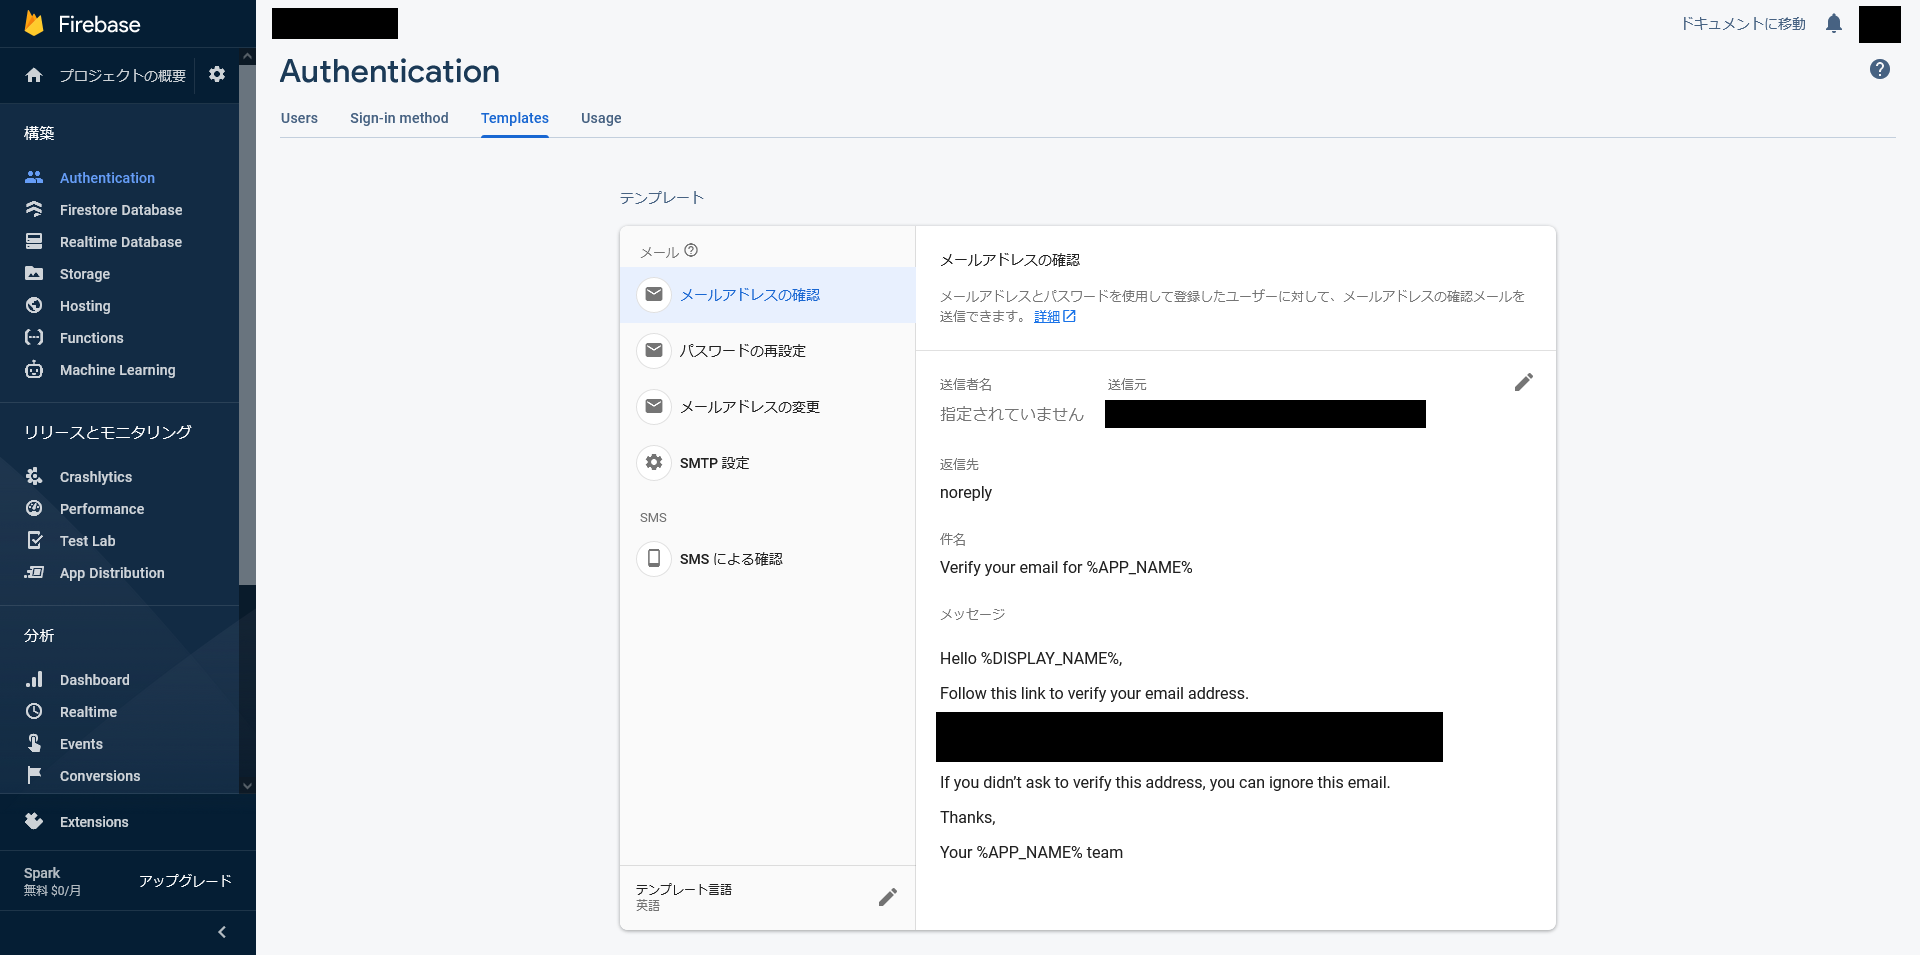 Firebase
プロジェクトの概要
構築
Authentication
Firestore Database
Realtime Database
Storage
Hosting
Functions
Machine Learning
リリースとモニタリング
Crashlytics
Performance
Test Lab
App Distribution
分析
Dashboard
Realtime
Events
Conversions
Extensions
Spark
無料 $0/月
アップグレード
ドキュメントに移動
Authentication
Users
Sign-in method
Templates
Usage
テンプレート
メール
メールアドレスの確認
パスワードの再設定
メールアドレスの変更
SMTP 設定
SMS
SMS による確認
テンプレート言語
英語
メールアドレスの確認
メールアドレスとパスワードを使用して登録したユーザーに対して、メールアドレスの確認メールを
送信できます。 詳細
送信者名
指定されていません
送信元
返信先
noreply
件名
Verify your email for %APP_NAME%
メッセージ
Hello %DISPLAY_NAME%,
Follow this link to verify your email address.
If you didn’t ask to verify this address, you can ignore this email.
Thanks,
Your %APP_NAME% team